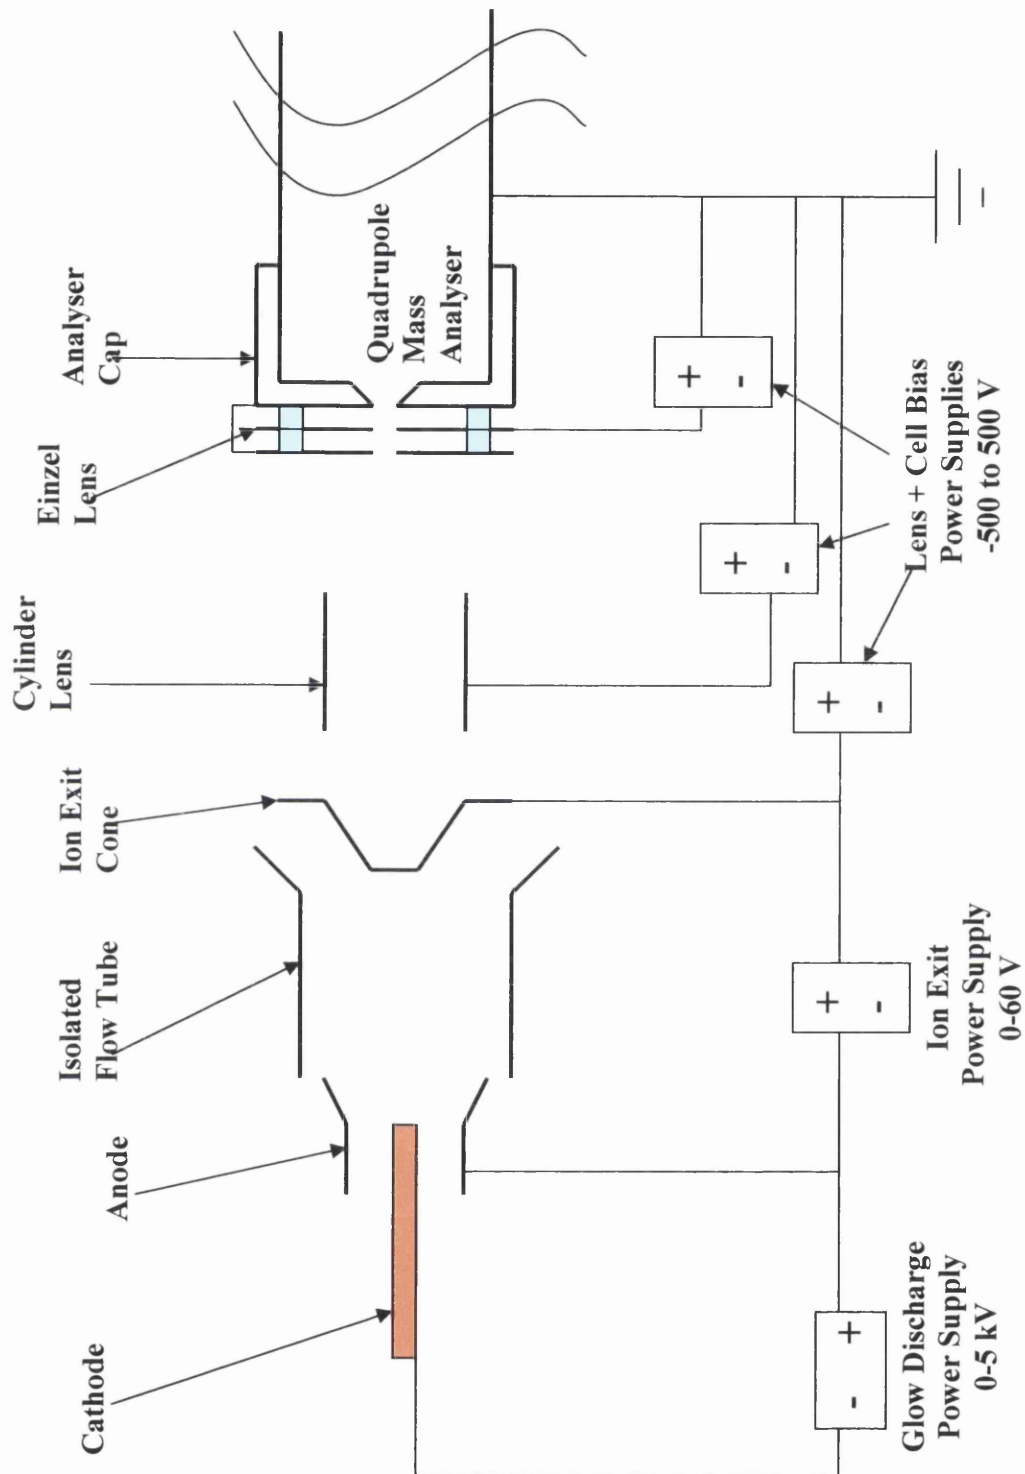 Cathode
Anode
Isolated
Flow Tube
Ion Exit
Cone
Cylinder
Lens
Einzel
Lens
Analyser
Cap
Quadrupole
Mass
Analyser
-
+
Glow Discharge
Power Supply
0-5 kV
+
-
Ion Exit
Power Supply
0-60 V
+
-
+
-
+
-
Lens + Cell Bias
Power Supplies
-500 to 500 V